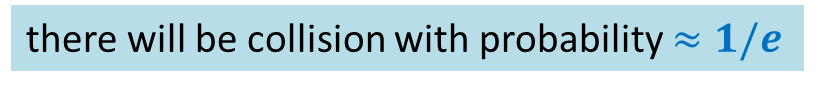 there will be collision with probability ≈ 1/e